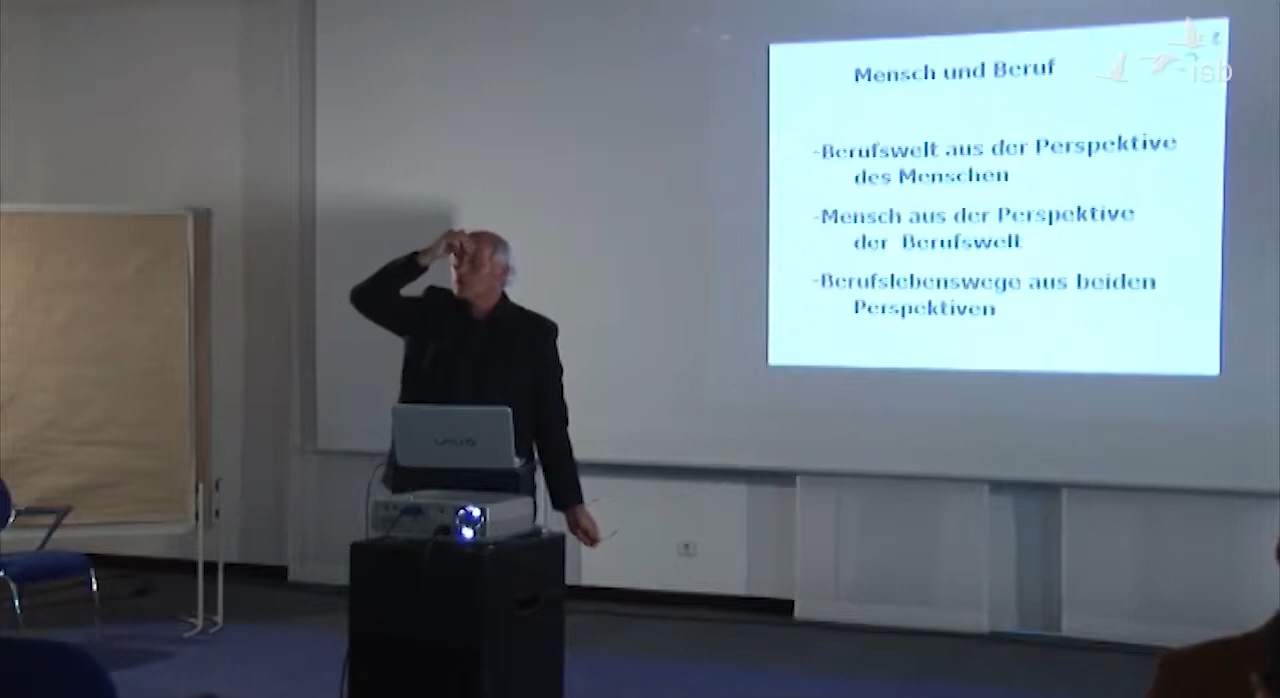 Mensch und Beruf
-Berufswelt aus der Perspektive
des Menschen
-Mensch aus der Perspektive
der Berufswelt
-Berufslebenswege aus beiden
Perspektiven
isb
VAIO